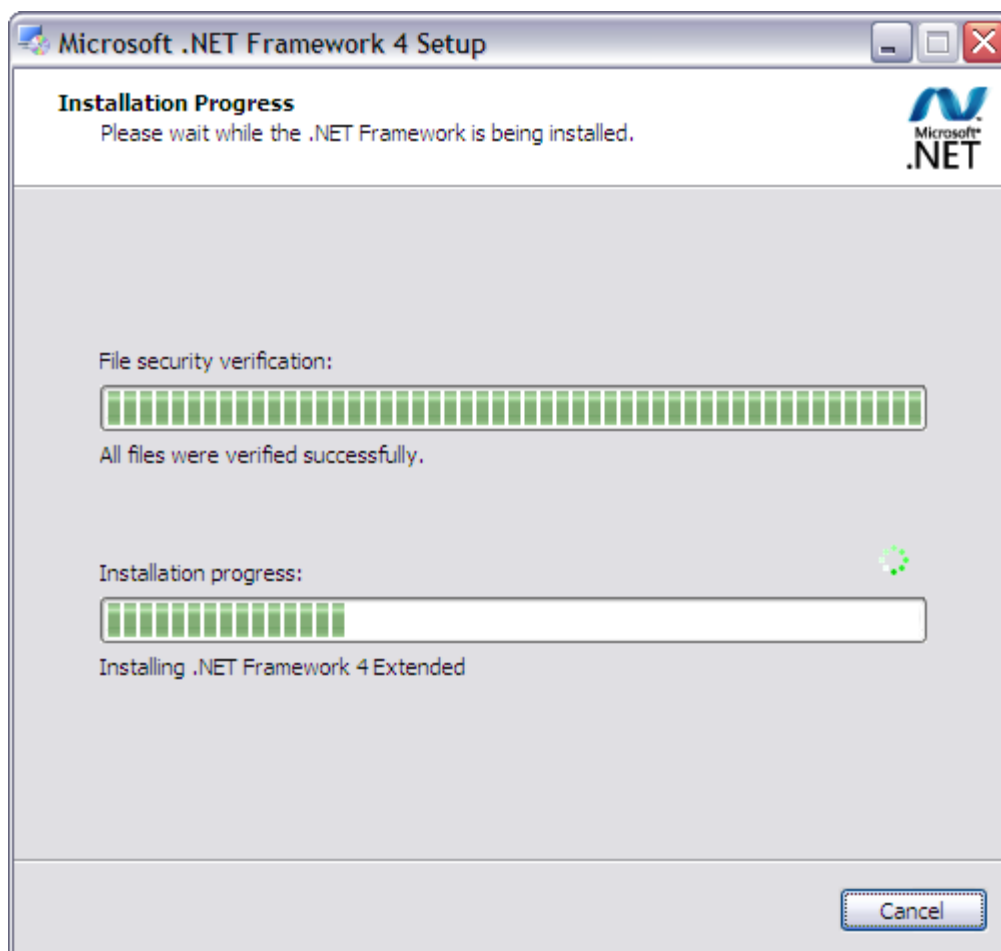 Microsoft .NET Framework 4 Setup
Installation Progress
Please wait while the .NET Framework is being installed.
Microsoft®
.NET
File security verification:
All files were verified successfully.
Installation progress:
Installing .NET Framework 4 Extended
Cancel